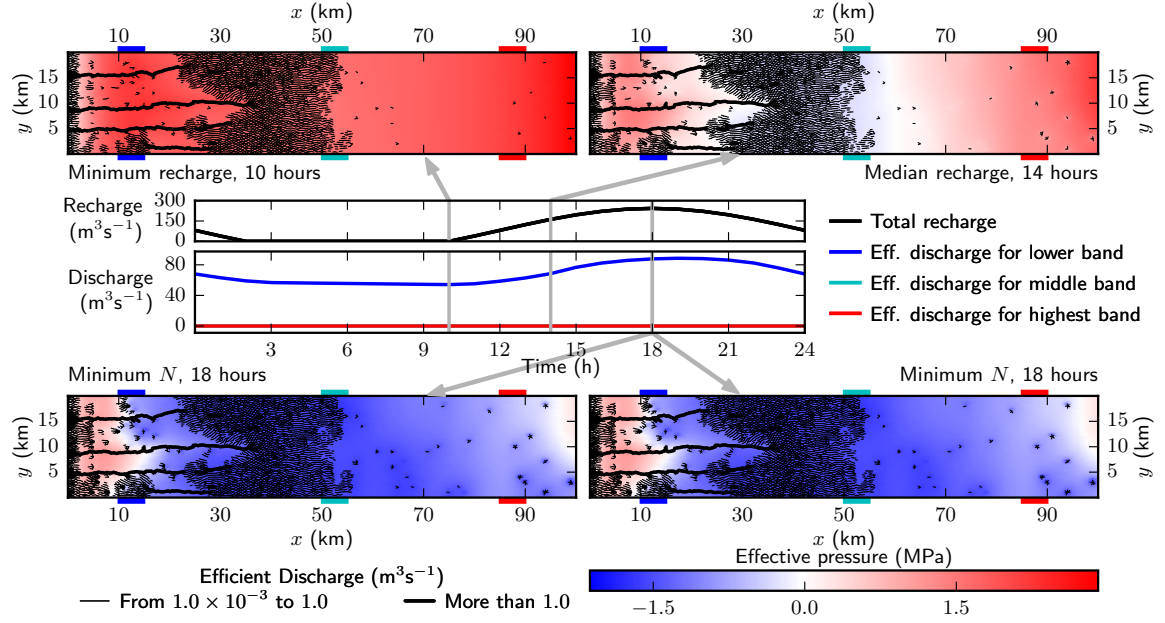 x (km) x (km)
10 30 50 70 90 10 30 50 70 90
y (km) 15 10 5 15 10 5 y (km)
Minimum recharge, 10 hours Median recharge, 14 hours
Recharge (m³s⁻¹) 300 150 0
Discharge (m³s⁻¹) 80 40 0
3 6 9 12 15 18 21 24
Time (h)
Total recharge
Eff. discharge for lower band
Eff. discharge for middle band
Eff. discharge for highest band
Minimum N, 18 hours Minimum N, 18 hours
y (km) 15 10 5 15 10 5 y (km)
10 30 50 70 90 10 30 50 70 90
x (km) x (km)
Efficient Discharge (m³s⁻¹)
From 1.0 × 10⁻³ to 1.0 More than 1.0
Effective pressure (MPa)
−1.5 0.0 1.5